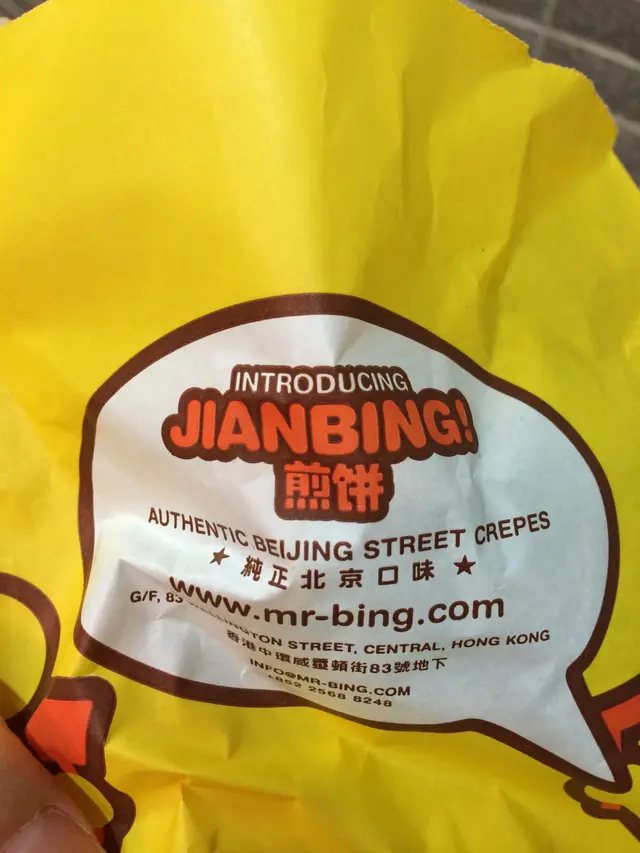 INTRODUCING
JIANBING!
煎饼
AUTHENTIC BEIJING STREET CREPES
★ 純正北京口味 ★
www.mr-bing.com
G/F, 83 WELLINGTON STREET, CENTRAL, HONG KONG
香港中環威靈頓街83號地下
INFO@MR-BING.COM
+852 2568 8248